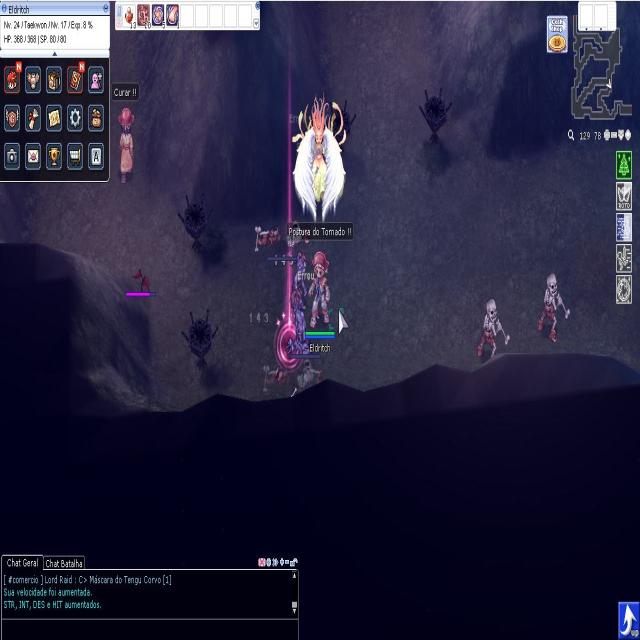 Eldritch
Nv. 24 / Taekwon / Nv. 17 / Exp. 8 %
HP. 368 / 368 | SP. 80 / 80
Curar !!
Postura do Tornado !!
Errou
143
Eldritch
129 78
Chat Geral Chat Batalha
[ #comercio ] Lord Raid : C> Máscara do Tengu Corvo [1]
Sua velocidade foi aumentada.
STR, INT, DES e HIT aumentados.